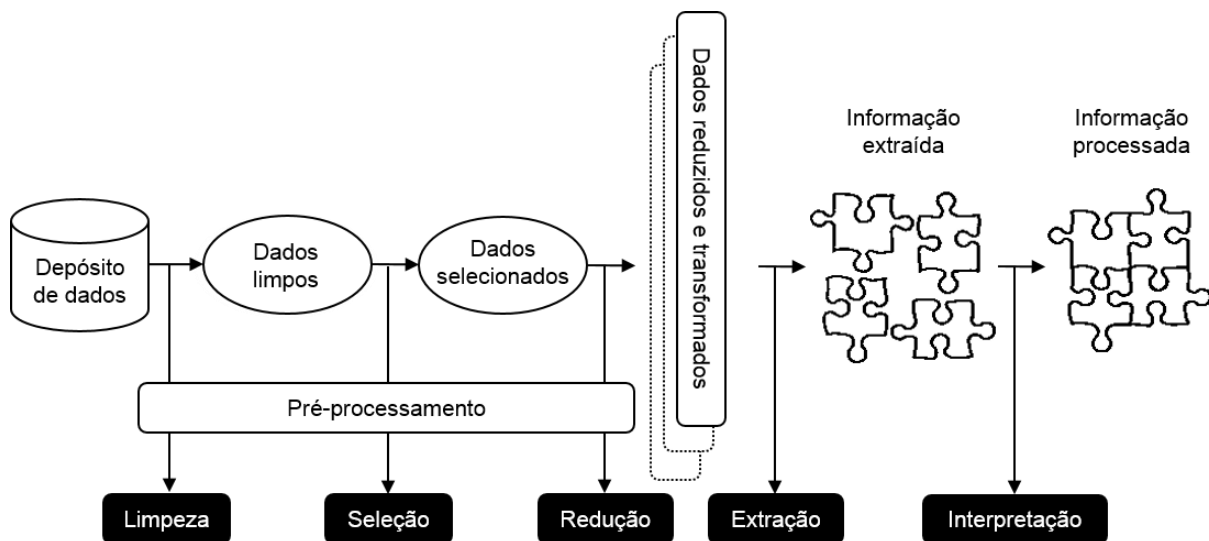 Depósito
de dados
Dados
limpos
Dados
selecionados
Dados reduzidos e transformados
Informação
extraída
Informação
processada
Pré-processamento
Limpeza
Seleção
Redução
Extração
Interpretação